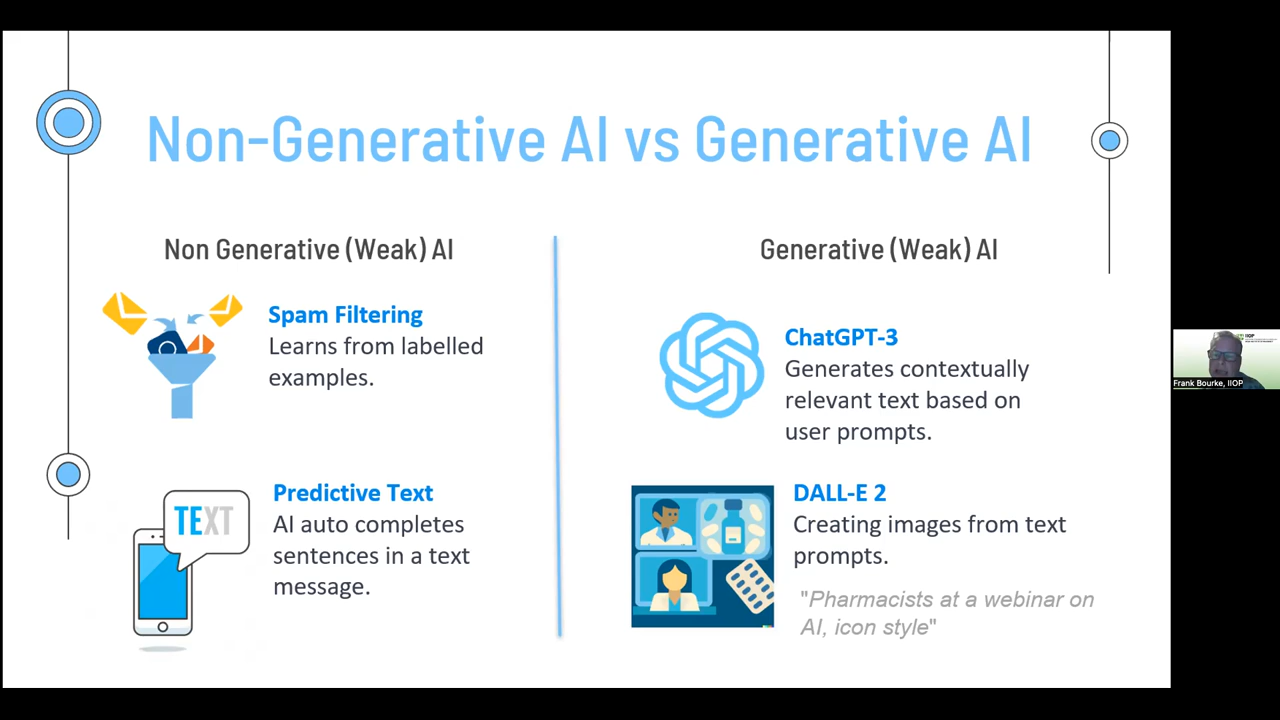 Non-Generative AI vs Generative AI
Non Generative (Weak) AI
Spam Filtering
Learns from labelled
examples.
TEXT
Predictive Text
AI auto completes
sentences in a text
message.
Generative (Weak) AI
ChatGPT-3
Generates contextually
relevant text based on
user prompts.
DALL-E 2
Creating images from text
prompts.
"Pharmacists at a webinar on
AI, icon style"
IIOP
Frank Bourke, IIOP